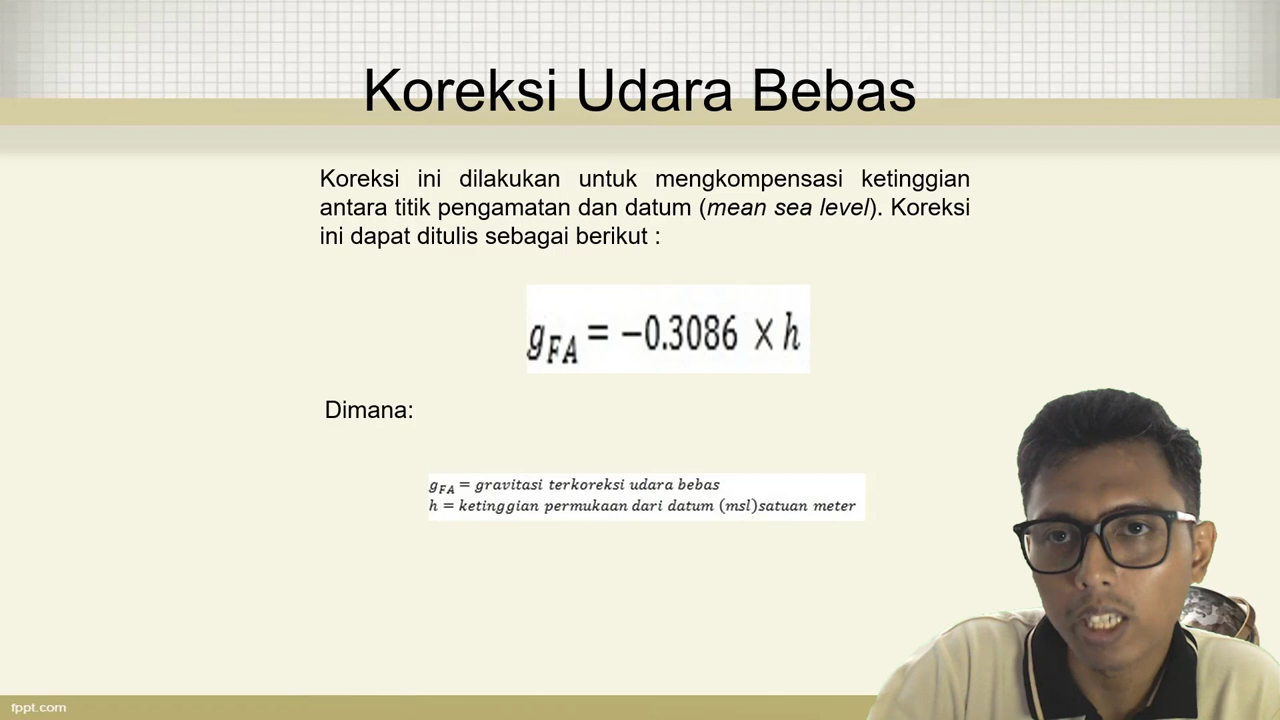 Koreksi Udara Bebas
Koreksi ini dilakukan untuk mengkompensasi ketinggian
antara titik pengamatan dan datum (mean sea level). Koreksi
ini dapat ditulis sebagai berikut :
g_FA = −0.3086 × h
Dimana:
g_FA = gravitasi terkoreksi udara bebas
h = ketinggian permukaan dari datum (msl)satuan meter
fppt.com